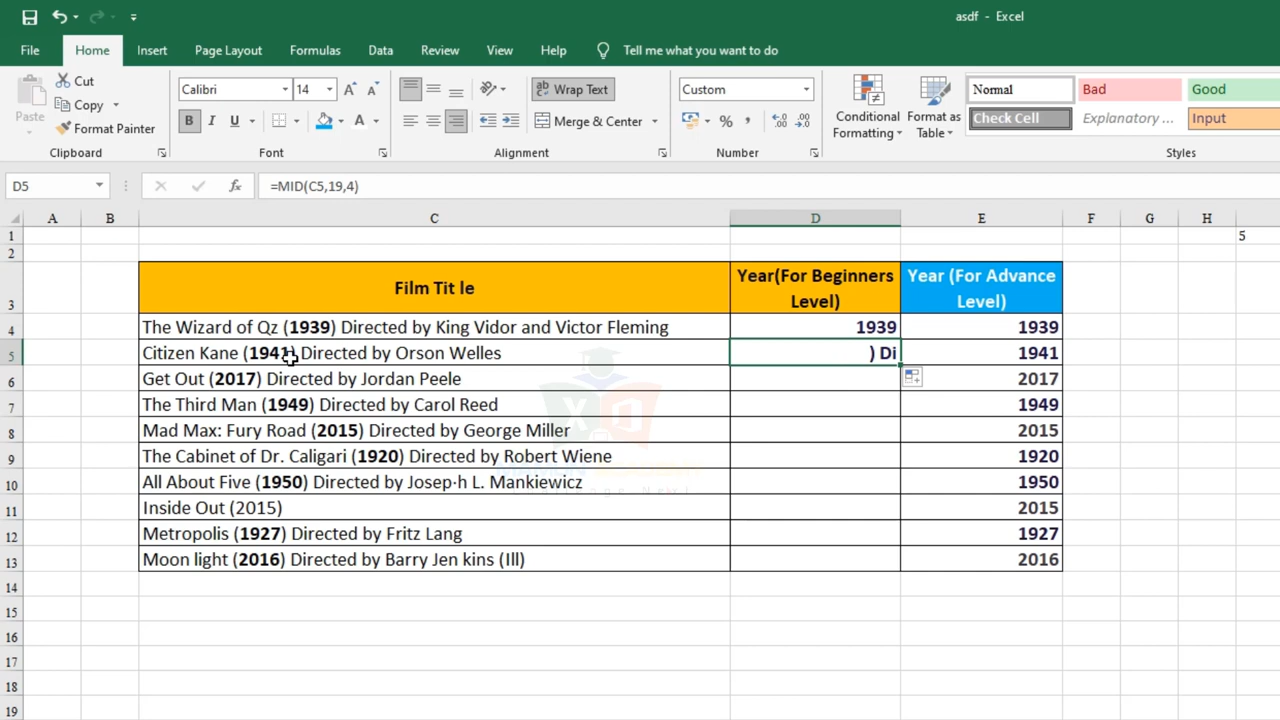 asdf - Excel
File Home Insert Page Layout Formulas Data Review View Help Tell me what you want to do
Paste Cut Copy Format Painter
Calibri 14 A A
B I U A
ab Wrap Text
Merge & Center
Custom
% ,
Conditional Formatting
Format as Table
Normal Bad Good
Check Cell Explanatory ... Input
Clipboard Font Alignment Number Styles
D5 fx =MID(C5,19,4)
A B C D E F G H
1 5
2
3 Film Tit le Year(For Beginners Level) Year (For Advance Level)
4 The Wizard of Qz (1939) Directed by King Vidor and Victor Fleming 1939 1939
5 Citizen Kane (1941) Directed by Orson Welles ) Di 1941
6 Get Out (2017) Directed by Jordan Peele 2017
7 The Third Man (1949) Directed by Carol Reed 1949
8 Mad Max: Fury Road (2015) Directed by George Miller 2015
9 The Cabinet of Dr. Caligari (1920) Directed by Robert Wiene 1920
10 All About Five (1950) Directed by Josep·h L. Mankiewicz 1950
11 Inside Out (2015) 2015
12 Metropolis (1927) Directed by Fritz Lang 1927
13 Moon light (2016) Directed by Barry Jen kins (Ill) 2016
14
15
16
17
18
19